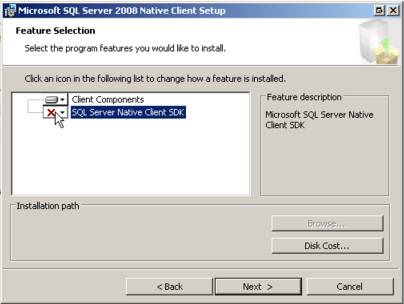 Microsoft SQL Server 2008 Native Client Setup
Feature Selection
Select the program features you would like to install.
Click an icon in the following list to change how a feature is installed.
Client Components
SQL Server Native Client SDK
Feature description
Microsoft SQL Server Native
Client SDK
Installation path
Browse...
Disk Cost...
< Back
Next >
Cancel